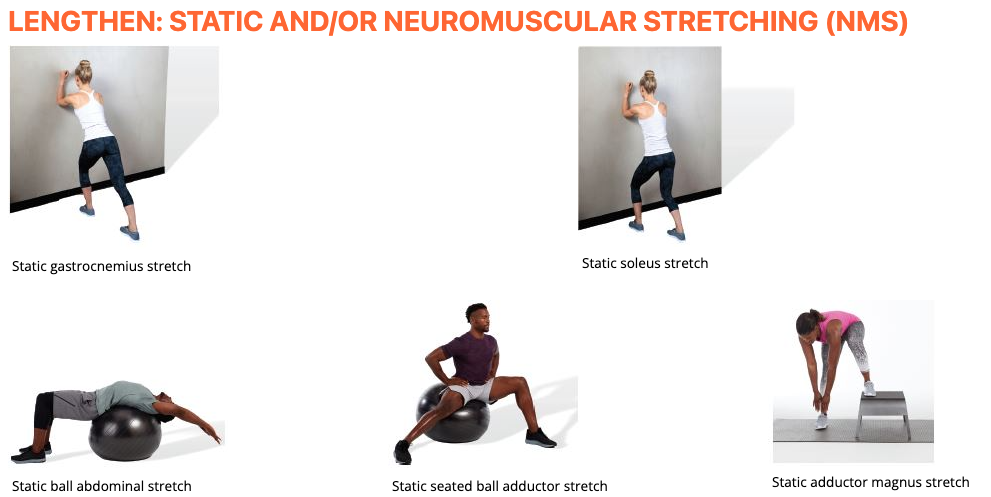 LENGTHEN: STATIC AND/OR NEUROMUSCULAR STRETCHING (NMS)
Static gastrocnemius stretch
Static soleus stretch
Static ball abdominal stretch
Static seated ball adductor stretch
Static adductor magnus stretch